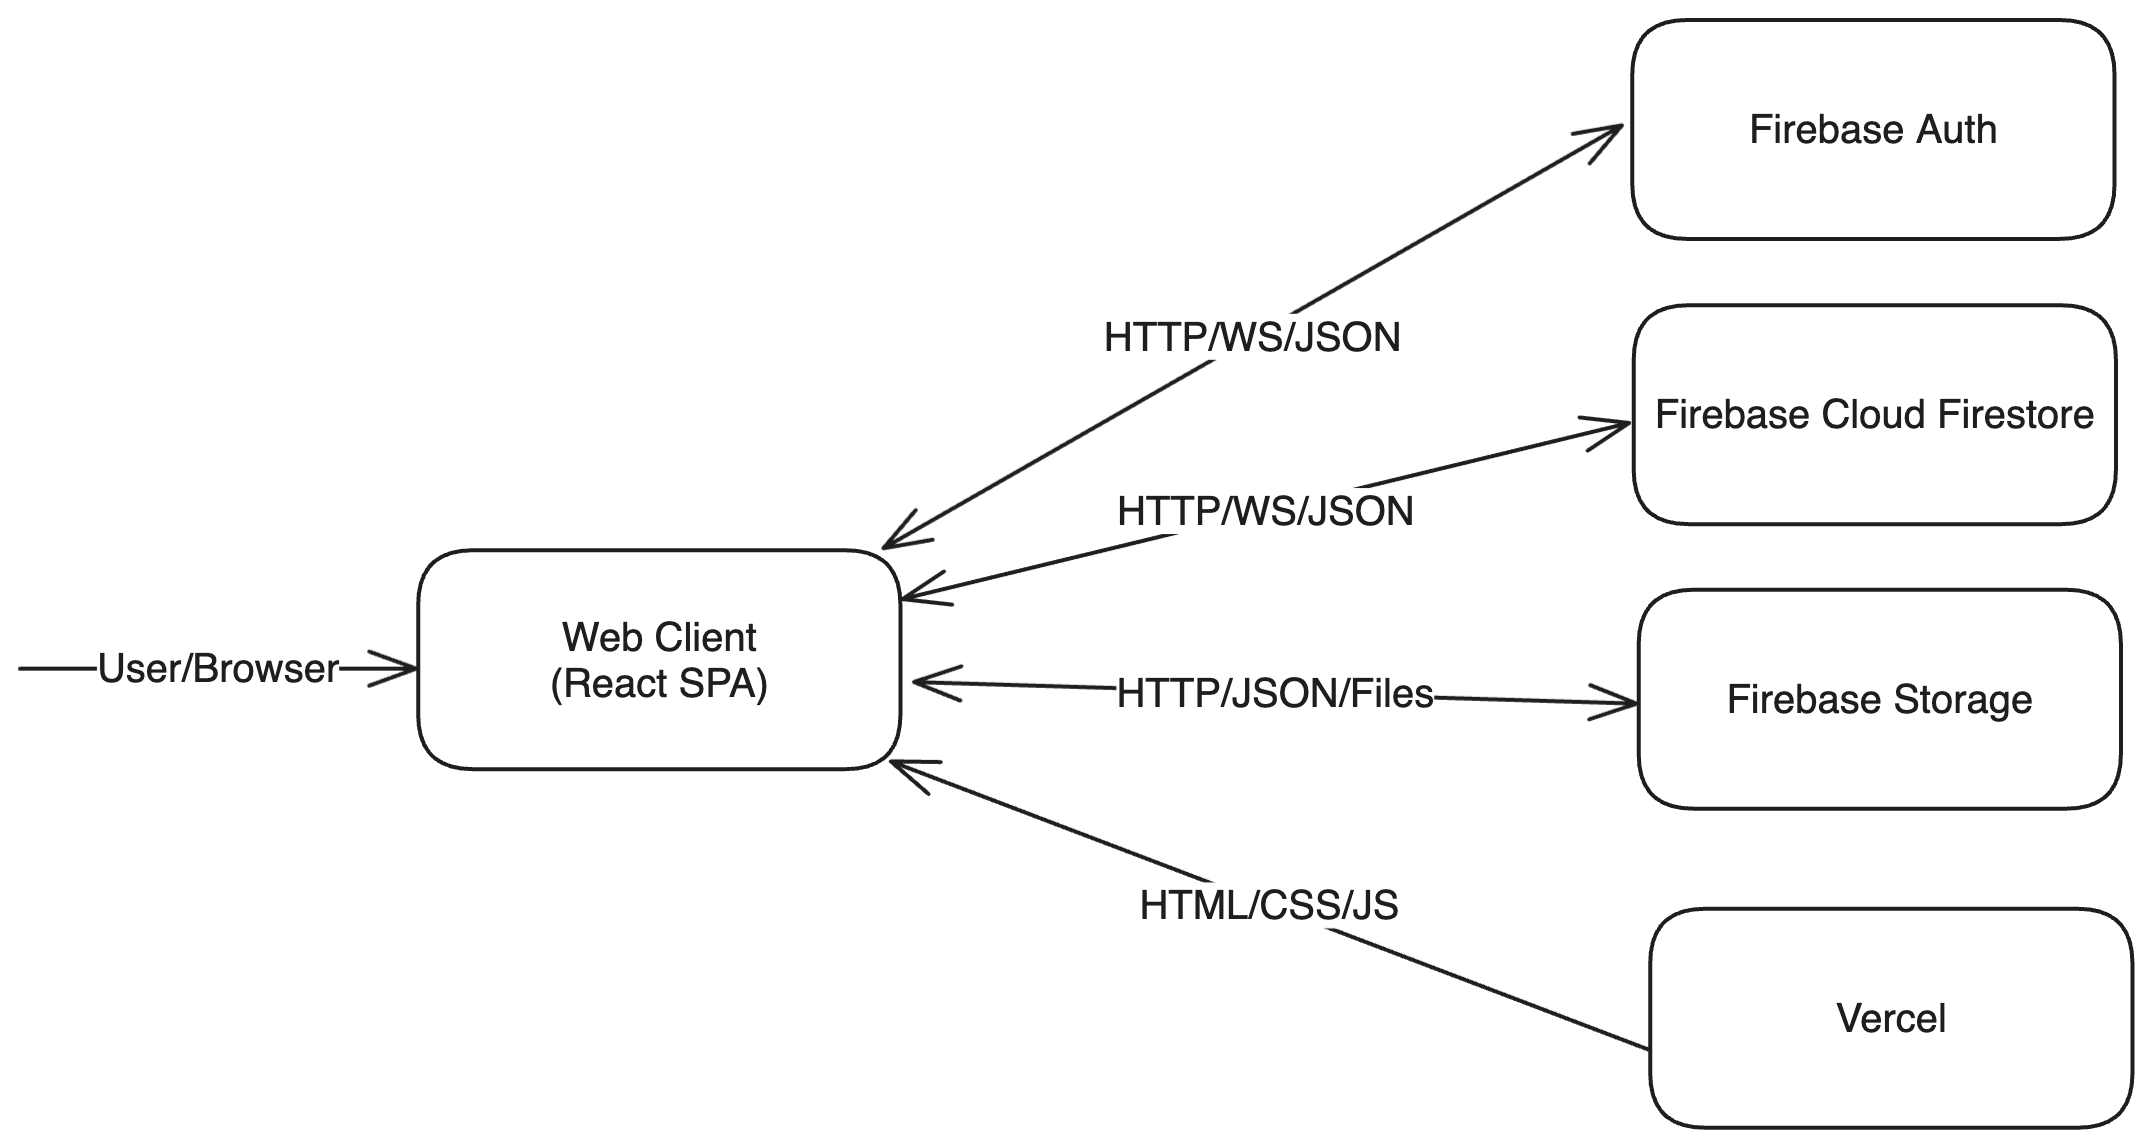 Firebase Auth
HTTP/WS/JSON
Firebase Cloud Firestore
HTTP/WS/JSON
User/Browser
Web Client
(React SPA)
HTTP/JSON/Files
Firebase Storage
HTML/CSS/JS
Vercel